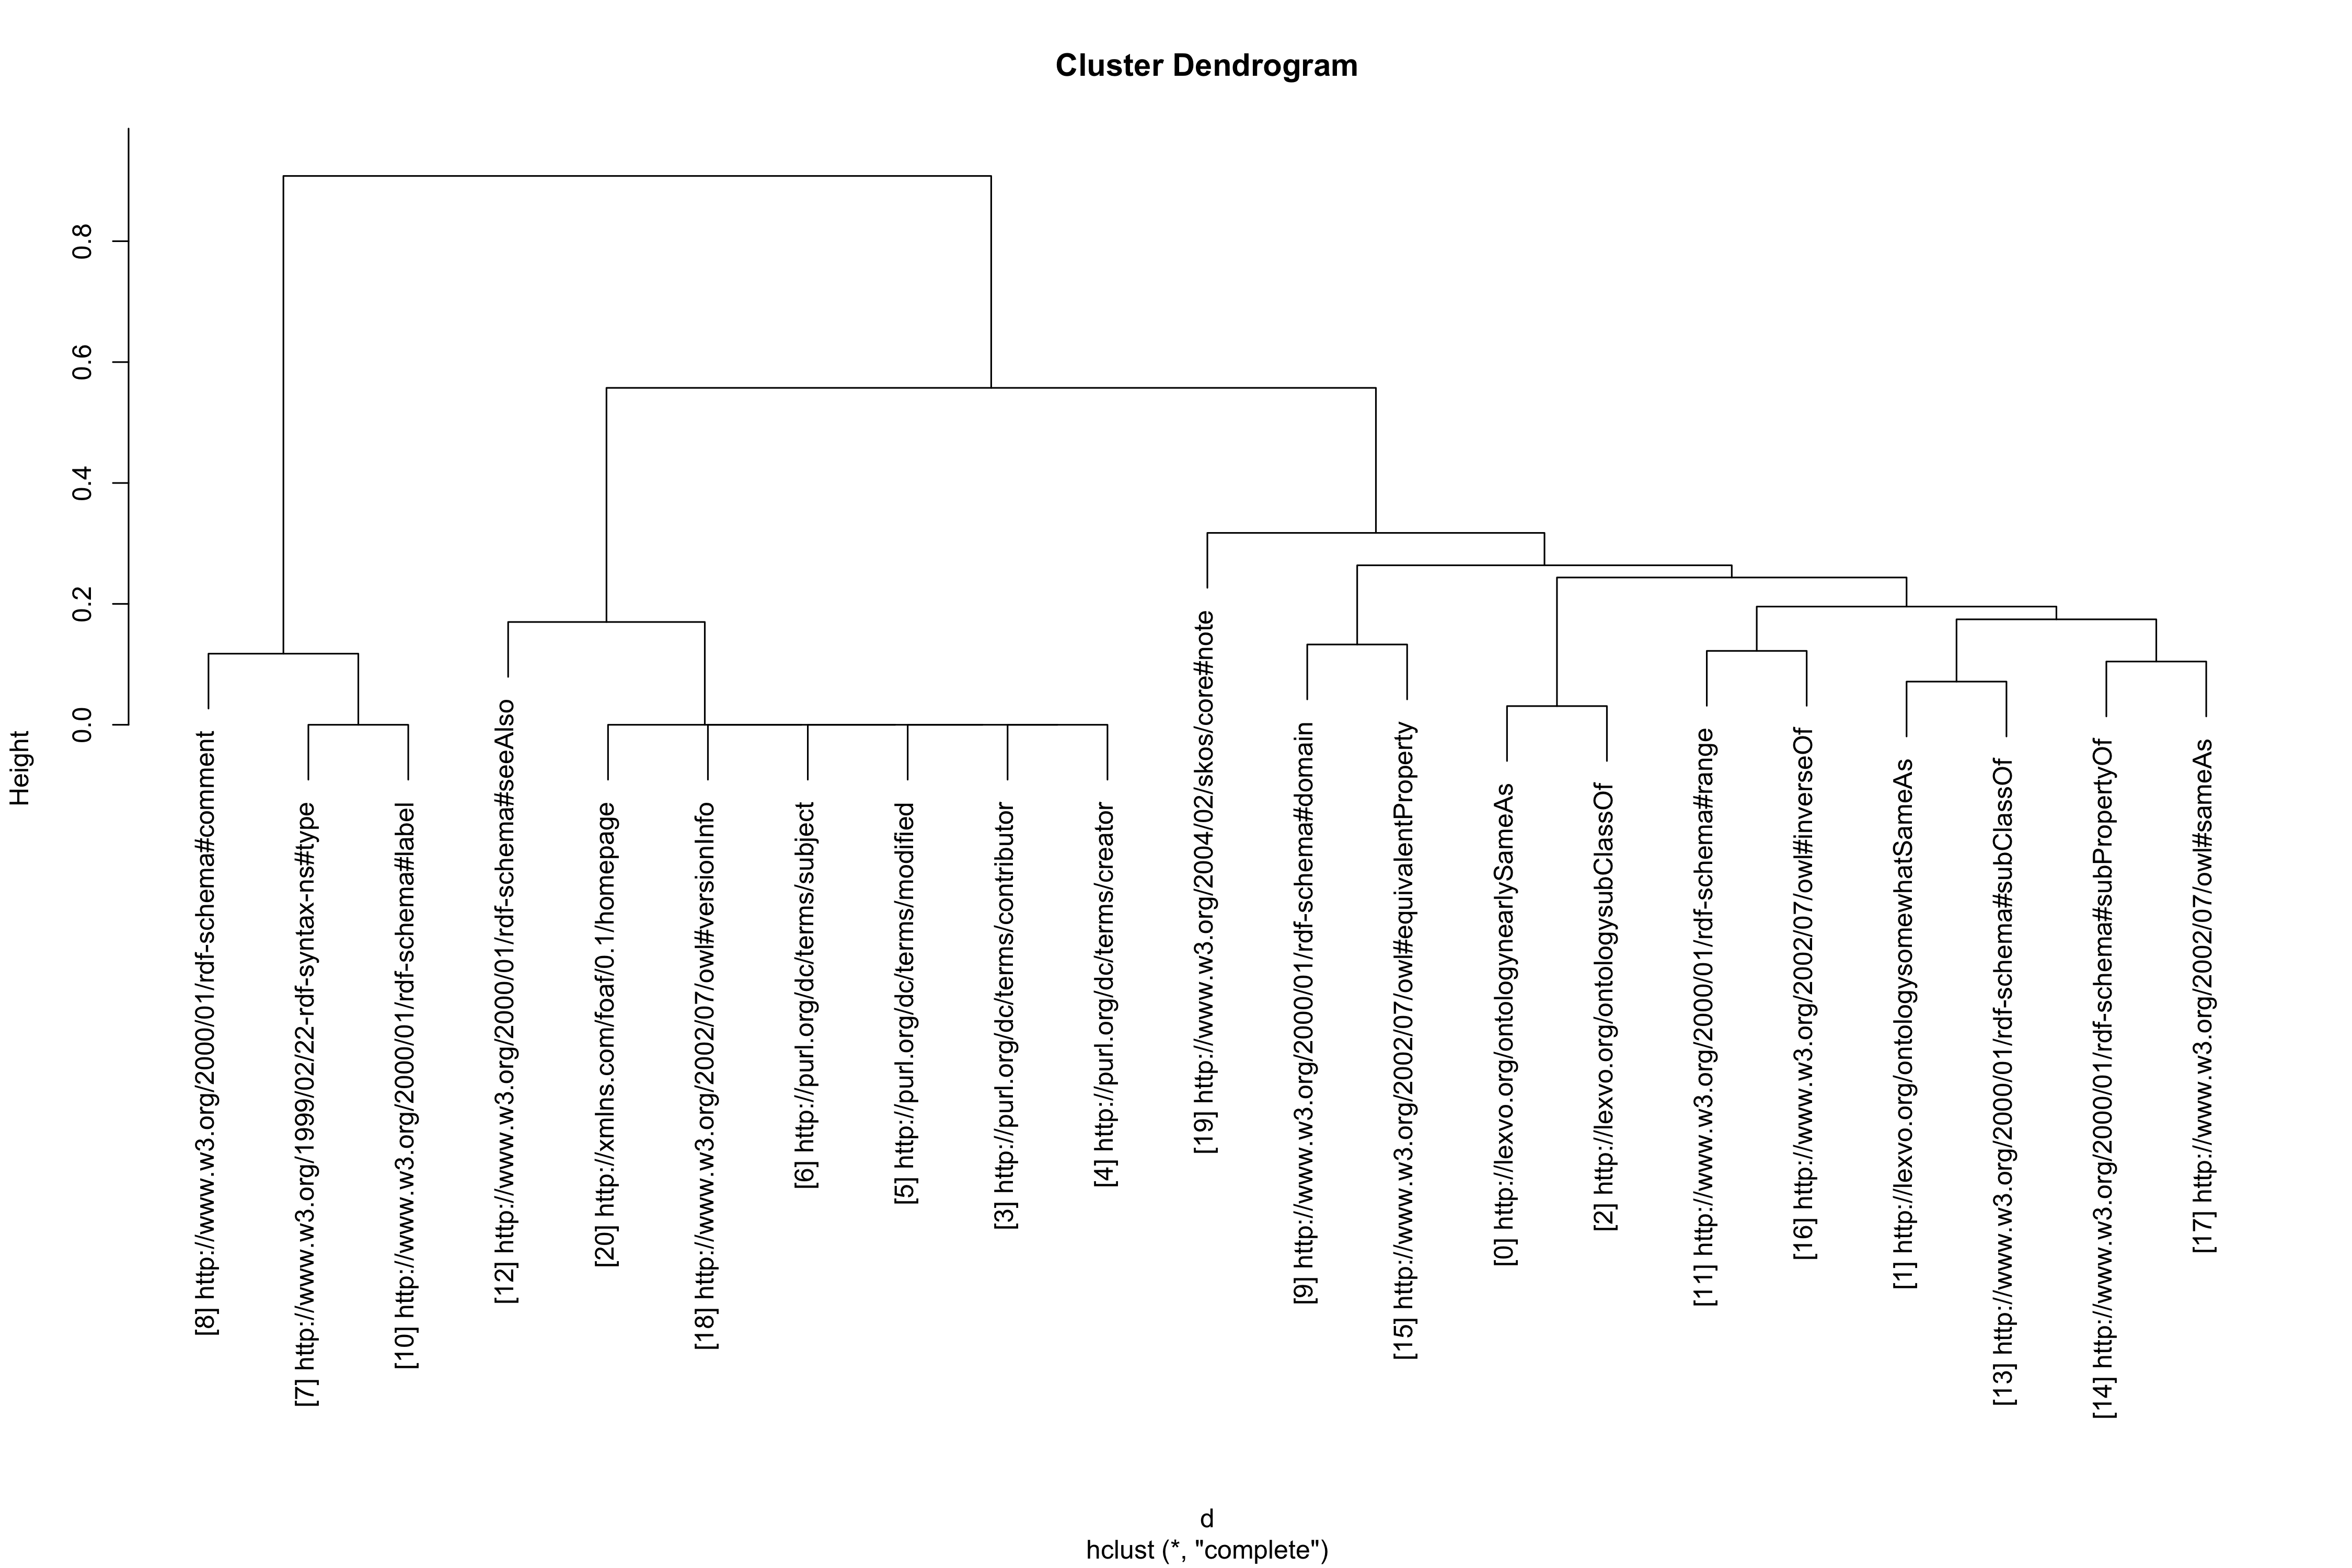 Cluster Dendrogram
Height
0.0
0.2
0.4
0.6
0.8
[8] http://www.w3.org/2000/01/rdf-schema#comment
[7] http://www.w3.org/1999/02/22-rdf-syntax-ns#type
[10] http://www.w3.org/2000/01/rdf-schema#label
[12] http://www.w3.org/2000/01/rdf-schema#seeAlso
[20] http://xmlns.com/foaf/0.1/homepage
[18] http://www.w3.org/2002/07/owl#versionInfo
[6] http://purl.org/dc/terms/subject
[5] http://purl.org/dc/terms/modified
[3] http://purl.org/dc/terms/contributor
[4] http://purl.org/dc/terms/creator
[19] http://www.w3.org/2004/02/skos/core#note
[9] http://www.w3.org/2000/01/rdf-schema#domain
[15] http://www.w3.org/2002/07/owl#equivalentProperty
[0] http://lexvo.org/ontologynearlySameAs
[2] http://lexvo.org/ontologysubClassOf
[11] http://www.w3.org/2000/01/rdf-schema#range
[16] http://www.w3.org/2002/07/owl#inverseOf
[1] http://lexvo.org/ontologysomewhatSameAs
[13] http://www.w3.org/2000/01/rdf-schema#subClassOf
[14] http://www.w3.org/2000/01/rdf-schema#subPropertyOf
[17] http://www.w3.org/2002/07/owl#sameAs
d
hclust (*, "complete")